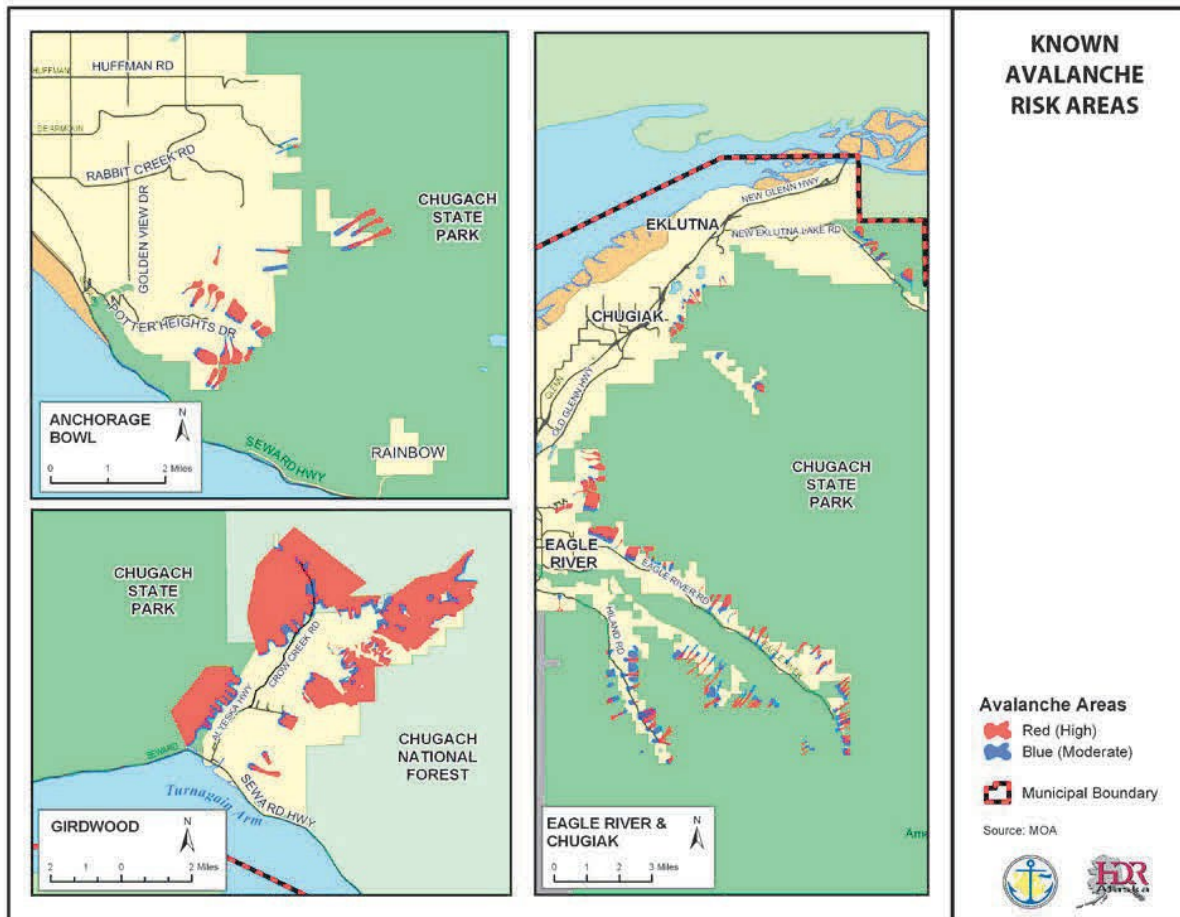 HUFFMAN RD
HUFFMAN
DE ARMOUN
RABBIT CREEK RD
GOLDEN VIEW DR
POTTER HEIGHTS DR
CHUGACH
STATE
PARK
SEWARD HWY
RAINBOW
ANCHORAGE
BOWL
N
0 1 2 Miles
CHUGACH
STATE
PARK
CROW CREEK RD
ALYESKA HWY
SEWARD
CHUGACH
NATIONAL
FOREST
Turnagain Arm
SEWARD HWY
GIRDWOOD
N
2 1 0 2 Miles
NEW GLENN HWY
EKLUTNA
NEW EKLUTNA LAKE RD
CHUGIAK
GLENN
OLD GLENN HWY
CHUGACH
STATE
PARK
EAGLE
RIVER
EAGLE RIVER RD
HILAND RD
EAGLE RIVER &
CHUGIAK
N
0 1 2 3 Miles
KNOWN
AVALANCHE
RISK AREAS
Avalanche Areas
Red (High)
Blue (Moderate)
Municipal Boundary
Source: MOA
HDR
Alaska